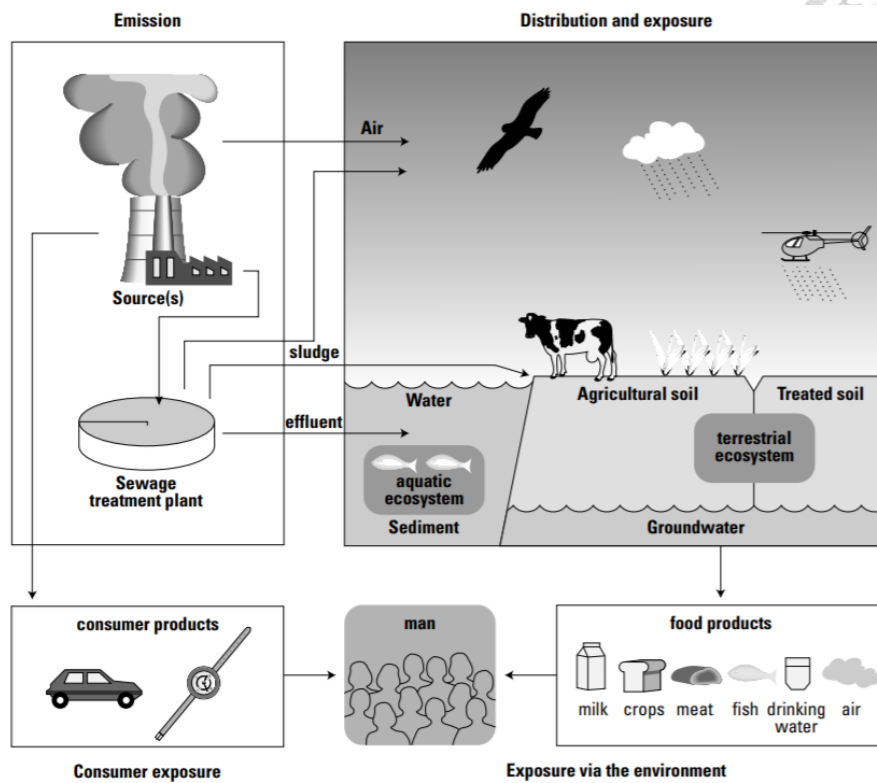 Emission
Distribution and exposure
Air
Source(s)
sludge
Water
Agricultural soil
Treated soil
effluent
terrestrial
ecosystem
aquatic
ecosystem
Sewage
treatment plant
Sediment
Groundwater
consumer products
man
food products
milk
crops
meat
fish
drinking
water
air
Consumer exposure
Exposure via the environment